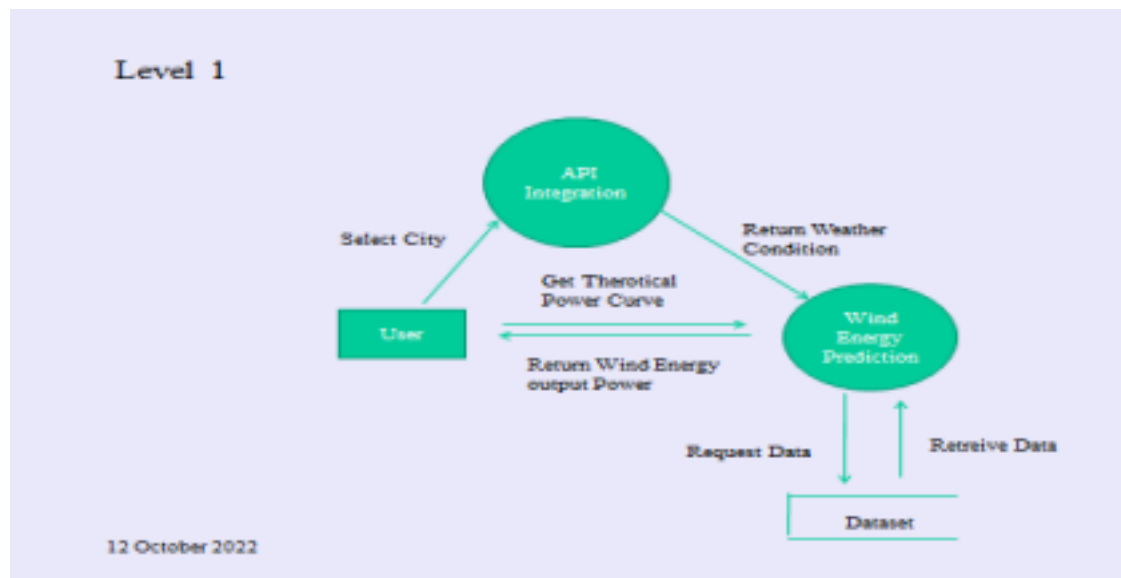 Level 1
API
Integration
Select City
Return Weather
Condition
Get Therotical
Power Curve
User
Wind
Energy
Prediction
Return Wind Energy
output Power
Request Data
Retreive Data
Dataset
12 October 2022